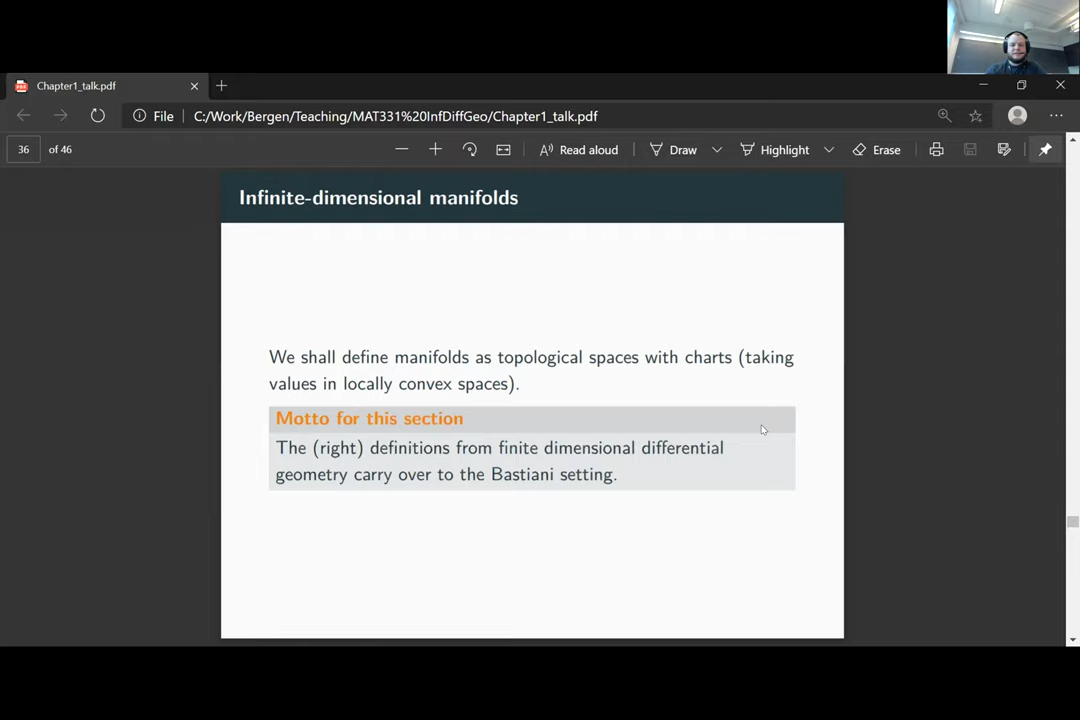 Chapter1_talk.pdf
File C:/Work/Bergen/Teaching/MAT331%20InfDiffGeo/Chapter1_talk.pdf
36 of 46 Read aloud Draw Highlight Erase
Infinite-dimensional manifolds
We shall define manifolds as topological spaces with charts (taking
values in locally convex spaces).
Motto for this section
The (right) definitions from finite dimensional differential
geometry carry over to the Bastiani setting.